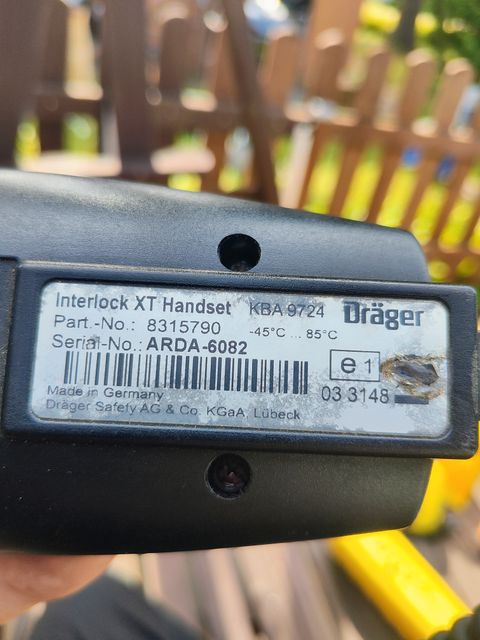 Interlock XT Handset KBA 9724 Dräger
Part.-No.: 8315790 -45°C ... 85°C
Serial-No.: ARDA-6082
e 1
03 3148
Made in Germany
Dräger Safety AG & Co. KGaA, Lübeck